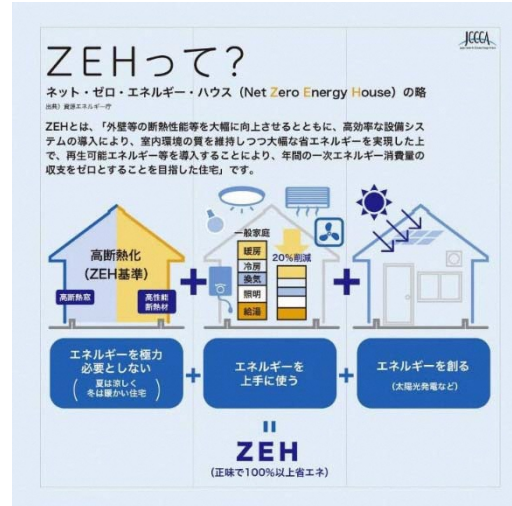 JCCCA
ZEHって?
ネット・ゼロ・エネルギー・ハウス（Net Zero Energy House）の略
出典）資源エネルギー庁
ZEHとは、「外壁等の断熱性能等を大幅に向上させるとともに、高効率な設備シス
テムの導入により、室内環境の質を維持しつつ大幅な省エネルギーを実現した上
で、再生可能エネルギー等を導入することにより、年間の一次エネルギー消費量の
収支をゼロとすることを目指した住宅」です。
高断熱化
（ZEH基準）
高断熱窓
高性能
断熱材
+
一般家庭
暖房
冷房
換気
照明
給湯
20%削減
+
エネルギーを極力
必要としない
（夏は涼しく
冬は暖かい住宅）
+
エネルギーを
上手に使う
+
エネルギーを創る
（太陽光発電など）
=
ZEH
（正味で100%以上省エネ）